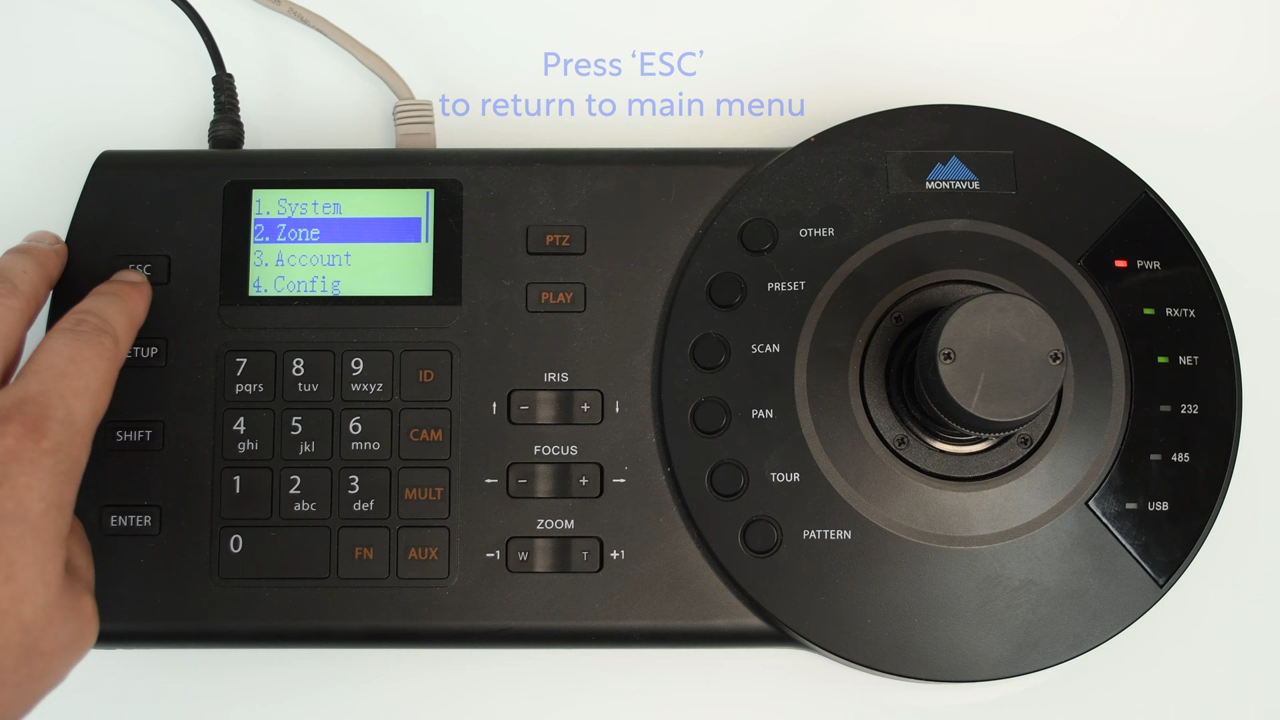 Press ‘ESC’
to return to main menu
MONTAVUE
1.System
2.Zone
3.Account
4.Config
ESC
ETUP
SHIFT
ENTER
7 pqrs
8 tuv
9 wxyz
ID
4 ghi
5 jkl
6 mno
CAM
1
2 abc
3 def
MULT
0
FN
AUX
PTZ
PLAY
IRIS
- +
FOCUS
- +
ZOOM
-1 W T +1
OTHER
PRESET
SCAN
PAN
TOUR
PATTERN
PWR
RX/TX
NET
232
485
USB